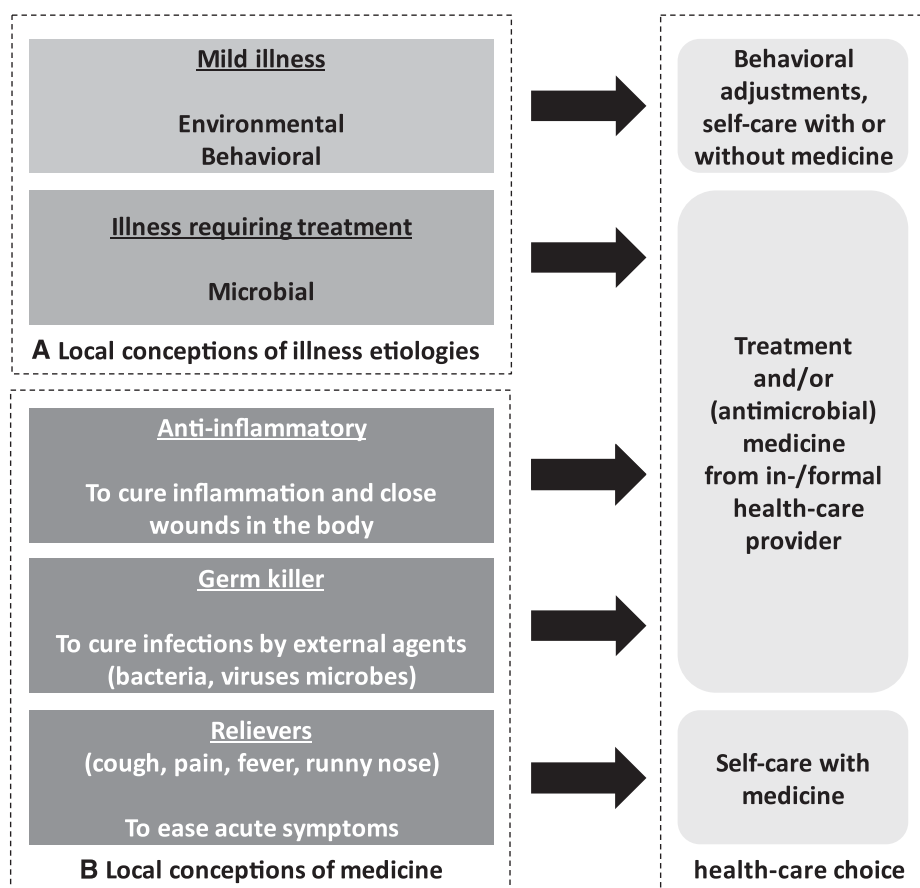 Mild illness
Environmental
Behavioral
Illness requiring treatment
Microbial
A Local conceptions of illness etiologies
Anti-inflammatory
To cure inflammation and close
wounds in the body
Germ killer
To cure infections by external agents
(bacteria, viruses microbes)
Relievers
(cough, pain, fever, runny nose)
To ease acute symptoms
B Local conceptions of medicine
Behavioral
adjustments,
self-care with or
without medicine
Treatment
and/or
(antimicrobial)
medicine
from in-/formal
health-care
provider
Self-care with
medicine
health-care choice